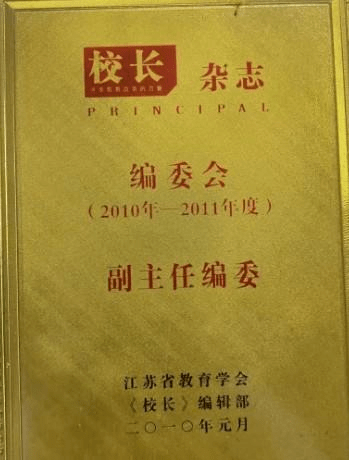 校长 杂志
PRINCIPAL
编委会
（2010年—2011年度）
副主任编委
江苏省教育学会
《校长》编辑部
二〇一〇年元月